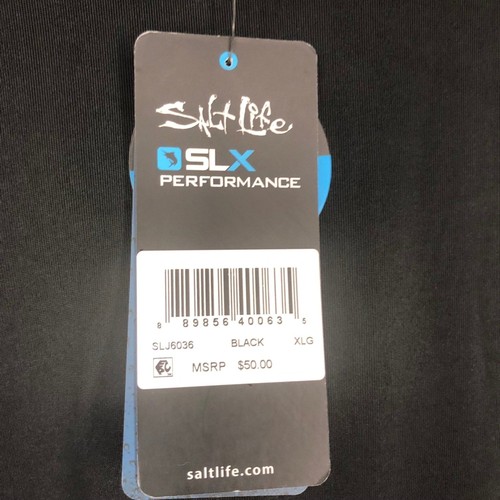 Salt Life
SLX
PERFORMANCE
8 89856 40063 5
SLJ6036 BLACK XLG
MSRP $50.00
saltlife.com